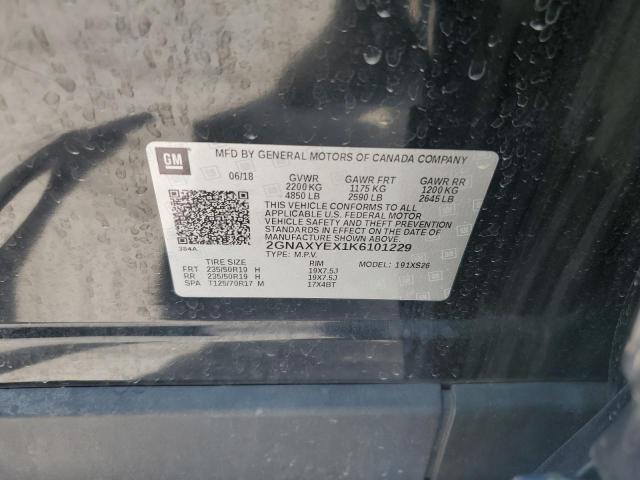 GM
MFD BY GENERAL MOTORS OF CANADA COMPANY
06/18 GVWR GAWR FRT GAWR RR
2200 KG 1175 KG 1200 KG
4850 LB 2590 LB 2645 LB
THIS VEHICLE CONFORMS TO ALL
APPLICABLE U.S. FEDERAL MOTOR
VEHICLE SAFETY, BUMPER, AND THEFT PREVENTION
STANDARDS IN EFFECT ON THE DATE OF
MANUFACTURE SHOWN ABOVE.
384A 2GNAXYEX1K6101229
TYPE: M.P.V. MODEL: 191XS26
TIRE SIZE RIM
FRT 235/50R19 H 19X7.5J
RR 235/50R19 H 19X7.5J
SPA T125/70R17 M 17X4BT